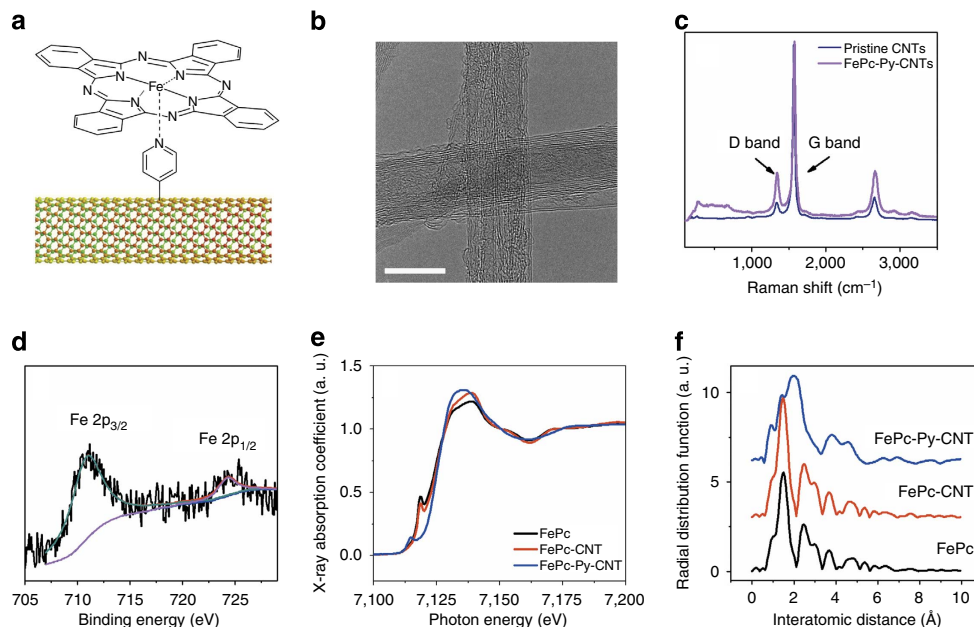 a
N
N
N
N
Fe
N
N
N
N
N
b
c
Pristine CNTs
FePc-Py-CNTs
D band
G band
1,000
2,000
3,000
Raman shift (cm⁻¹)
d
Fe 2p₃/₂
Fe 2p₁/₂
705
710
715
720
725
Binding energy (eV)
e
X-ray absorption coefficient (a. u.)
1.5
1.0
0.5
0.0
FePc
FePc-CNT
FePc-Py-CNT
7,100
7,125
7,150
7,175
7,200
Photon energy (eV)
f
Radial distribution function (a. u.)
10
5
0
FePc-Py-CNT
FePc-CNT
FePc
0
2
4
6
8
10
Interatomic distance (Å)